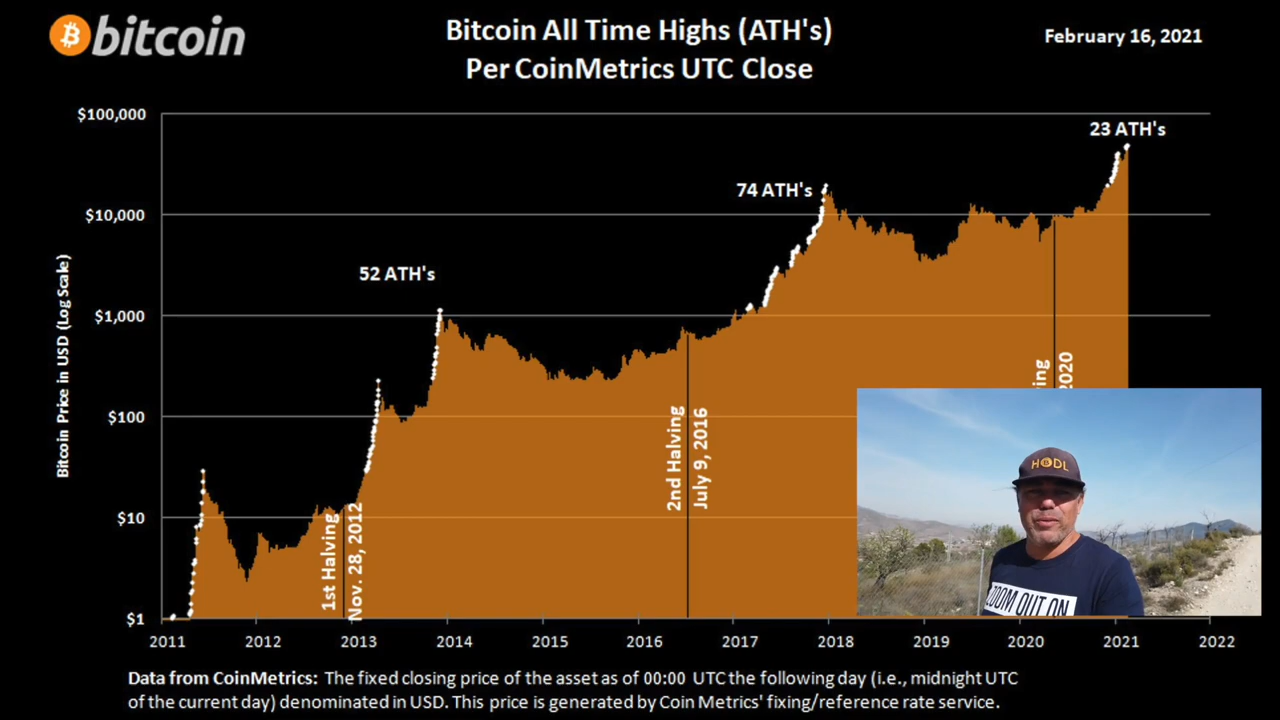 bitcoin
Bitcoin All Time Highs (ATH's)
Per CoinMetrics UTC Close
February 16, 2021
Bitcoin Price in USD (Log Scale)
$100,000
$10,000
$1,000
$100
$10
$1
52 ATH's
74 ATH's
23 ATH's
1st Halving
Nov. 28, 2012
2nd Halving
July 9, 2016
ing
2020
HODL
ZOOM OUT ON
2011 2012 2013 2014 2015 2016 2017 2018 2019 2020 2021 2022
Data from CoinMetrics: The fixed closing price of the asset as of 00:00 UTC the following day (i.e., midnight UTC
of the current day) denominated in USD. This price is generated by Coin Metrics' fixing/reference rate service.